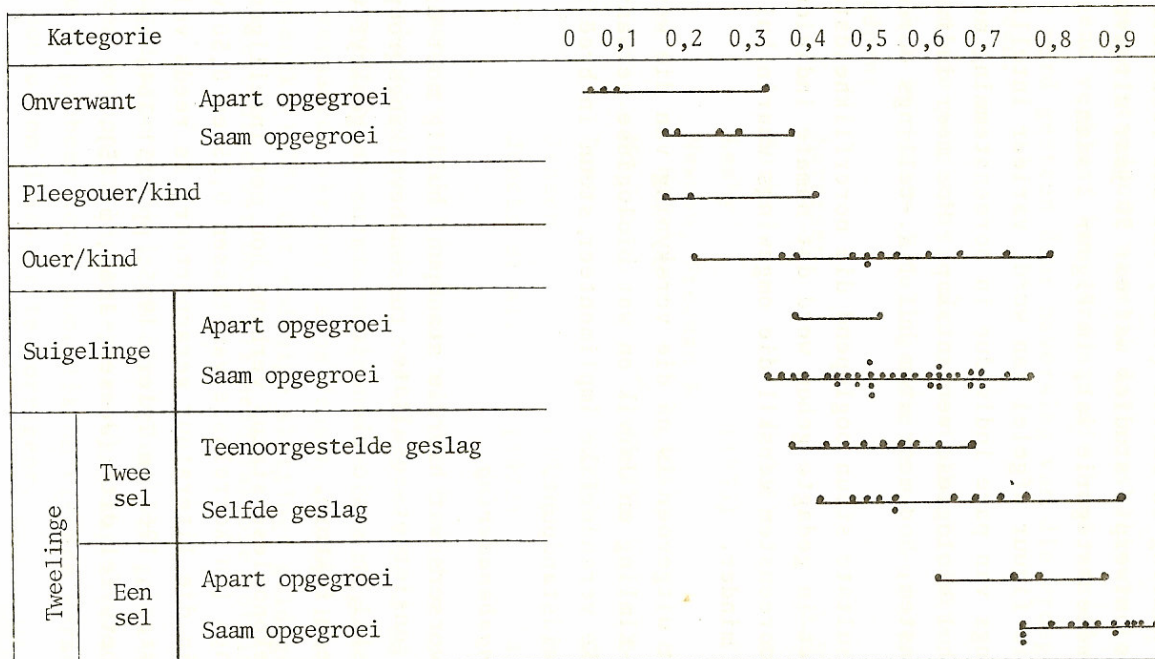 Kategorie 0 0,1 0,2 0,3 0,4 0,5 0,6 0,7 0,8 0,9
Onverwant Apart opgegroei
Saam opgegroei
Pleegouer/kind
Ouer/kind
Suigelinge Apart opgegroei
Saam opgegroei
Tweelinge
Twee
sel
Teenoorgestelde geslag
Selfde geslag
Een
sel
Apart opgegroei
Saam opgegroei